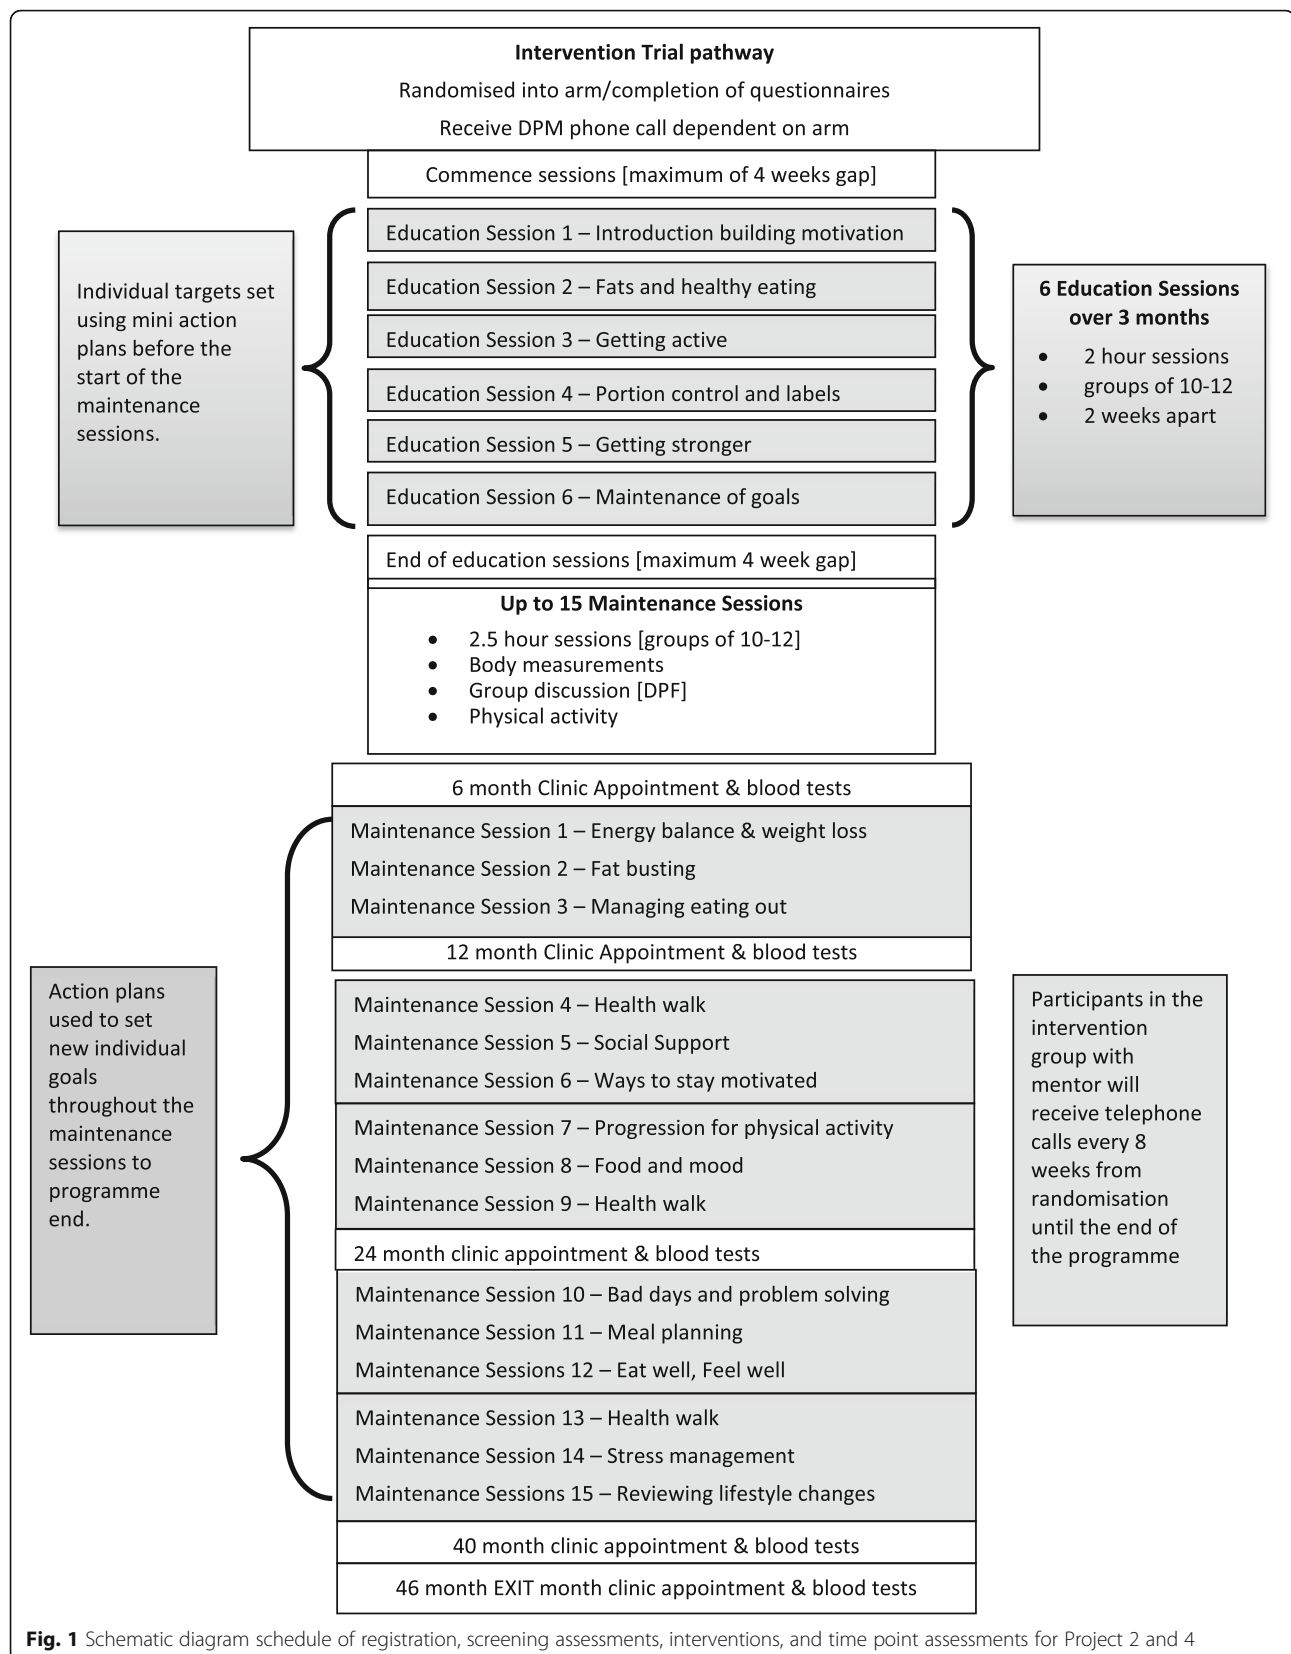 Intervention Trial pathway
Randomised into arm/completion of questionnaires
Receive DPM phone call dependent on arm
Commence sessions [maximum of 4 weeks gap]
Individual targets set
using mini action
plans before the
start of the
maintenance
sessions.
Education Session 1 – Introduction building motivation
Education Session 2 – Fats and healthy eating
Education Session 3 – Getting active
Education Session 4 – Portion control and labels
Education Session 5 – Getting stronger
Education Session 6 – Maintenance of goals
6 Education Sessions
over 3 months
• 2 hour sessions
• groups of 10-12
• 2 weeks apart
End of education sessions [maximum 4 week gap]
Up to 15 Maintenance Sessions
• 2.5 hour sessions [groups of 10-12]
• Body measurements
• Group discussion [DPF]
• Physical activity
6 month Clinic Appointment & blood tests
Maintenance Session 1 – Energy balance & weight loss
Maintenance Session 2 – Fat busting
Maintenance Session 3 – Managing eating out
12 month Clinic Appointment & blood tests
Action plans
used to set
new individual
goals
throughout the
maintenance
sessions to
programme
end.
Maintenance Session 4 – Health walk
Maintenance Session 5 – Social Support
Maintenance Session 6 – Ways to stay motivated
Maintenance Session 7 – Progression for physical activity
Maintenance Session 8 – Food and mood
Maintenance Session 9 – Health walk
24 month clinic appointment & blood tests
Maintenance Session 10 – Bad days and problem solving
Maintenance Session 11 – Meal planning
Maintenance Sessions 12 – Eat well, Feel well
Maintenance Session 13 – Health walk
Maintenance Session 14 – Stress management
Maintenance Sessions 15 – Reviewing lifestyle changes
Participants in the
intervention
group with
mentor will
receive telephone
calls every 8
weeks from
randomisation
until the end of
the programme
40 month clinic appointment & blood tests
46 month EXIT month clinic appointment & blood tests
Fig. 1 Schematic diagram schedule of registration, screening assessments, interventions, and time point assessments for Project 2 and 4